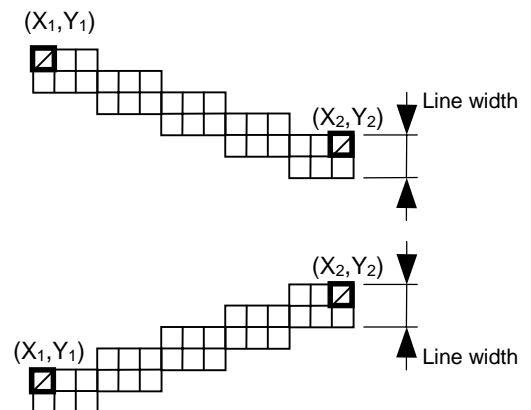 (X₁,Y₁)
Line width
(X₂,Y₂)
(X₂,Y₂)
(X₁,Y₁)
Line width